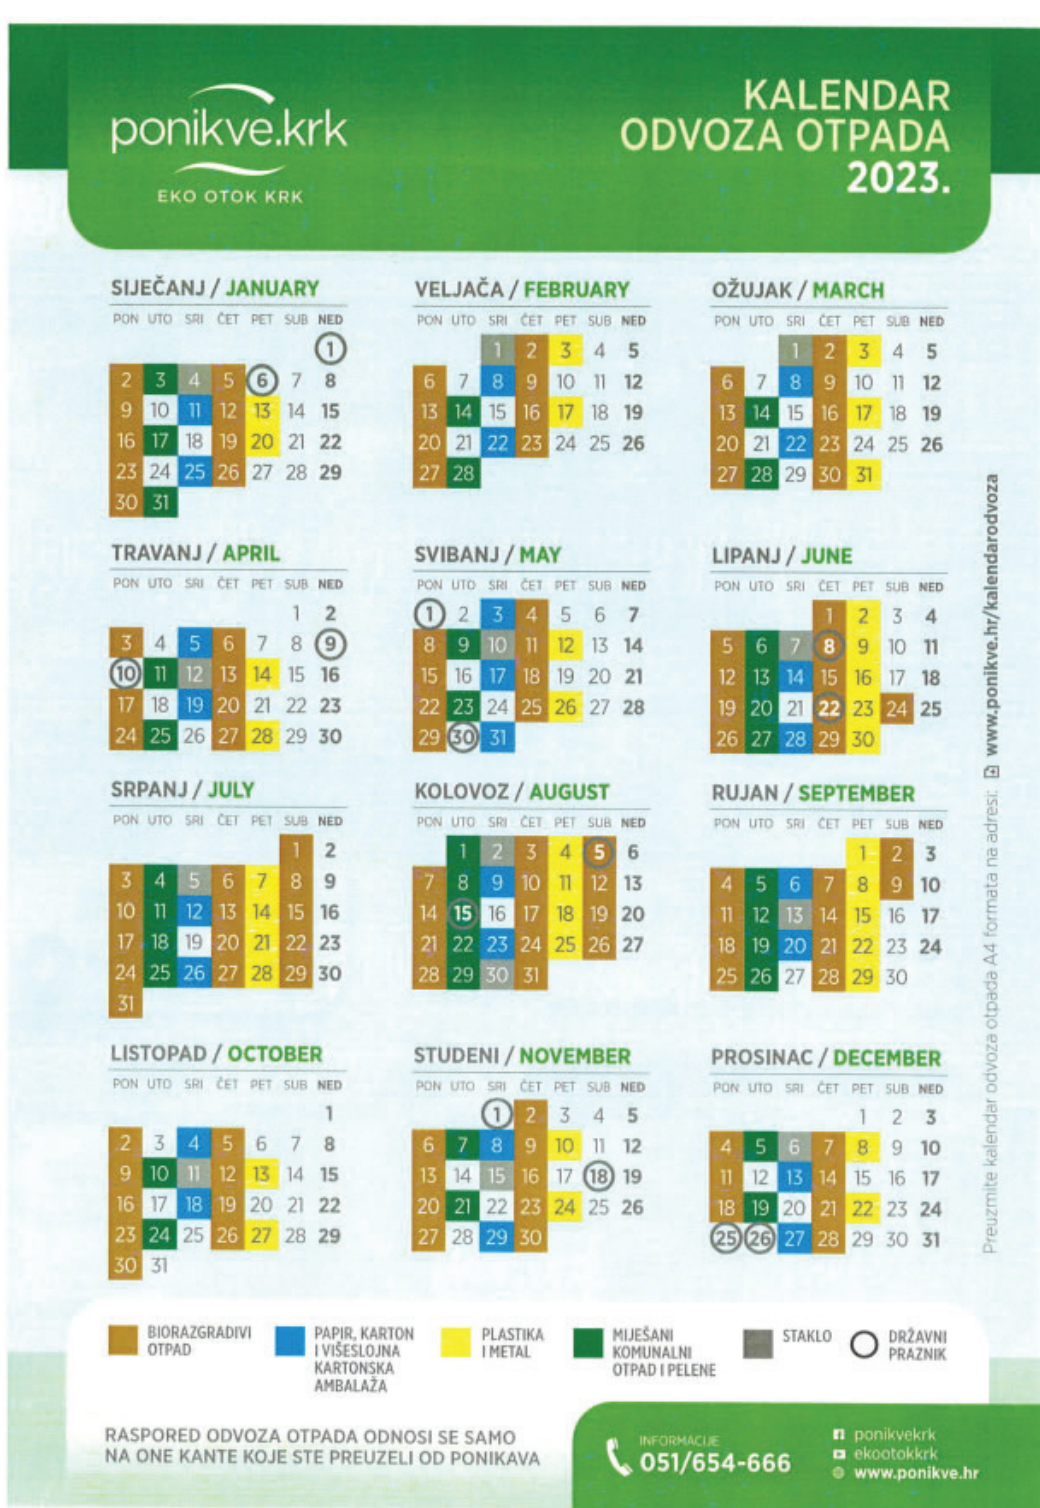 ponikve.krk
EKO OTOK KRK
KALENDAR
ODVOZA OTPADA
2023.
SIJEČANJ / JANUARY
PON UTO SRI ČET PET SUB NED
1
2 3 4 5 6 7 8
9 10 11 12 13 14 15
16 17 18 19 20 21 22
23 24 25 26 27 28 29
30 31
VELJAČA / FEBRUARY
PON UTO SRI ČET PET SUB NED
1 2 3 4 5
6 7 8 9 10 11 12
13 14 15 16 17 18 19
20 21 22 23 24 25 26
27 28
OŽUJAK / MARCH
PON UTO SRI ČET PET SUB NED
1 2 3 4 5
6 7 8 9 10 11 12
13 14 15 16 17 18 19
20 21 22 23 24 25 26
27 28 29 30 31
TRAVANJ / APRIL
PON UTO SRI ČET PET SUB NED
1 2
3 4 5 6 7 8 9
10 11 12 13 14 15 16
17 18 19 20 21 22 23
24 25 26 27 28 29 30
SVIBANJ / MAY
PON UTO SRI ČET PET SUB NED
1 2 3 4 5 6 7
8 9 10 11 12 13 14
15 16 17 18 19 20 21
22 23 24 25 26 27 28
29 30 31
LIPANJ / JUNE
PON UTO SRI ČET PET SUB NED
1 2 3 4
5 6 7 8 9 10 11
12 13 14 15 16 17 18
19 20 21 22 23 24 25
26 27 28 29 30
SRPANJ / JULY
PON UTO SRI ČET PET SUB NED
1 2
3 4 5 6 7 8 9
10 11 12 13 14 15 16
17 18 19 20 21 22 23
24 25 26 27 28 29 30
31
KOLOVOZ / AUGUST
PON UTO SRI ČET PET SUB NED
1 2 3 4 5 6
7 8 9 10 11 12 13
14 15 16 17 18 19 20
21 22 23 24 25 26 27
28 29 30 31
RUJAN / SEPTEMBER
PON UTO SRI ČET PET SUB NED
1 2 3
4 5 6 7 8 9 10
11 12 13 14 15 16 17
18 19 20 21 22 23 24
25 26 27 28 29 30
LISTOPAD / OCTOBER
PON UTO SRI ČET PET SUB NED
1
2 3 4 5 6 7 8
9 10 11 12 13 14 15
16 17 18 19 20 21 22
23 24 25 26 27 28 29
30 31
STUDENI / NOVEMBER
PON UTO SRI ČET PET SUB NED
1 2 3 4 5
6 7 8 9 10 11 12
13 14 15 16 17 18 19
20 21 22 23 24 25 26
27 28 29 30
PROSINAC / DECEMBER
PON UTO SRI ČET PET SUB NED
1 2 3
4 5 6 7 8 9 10
11 12 13 14 15 16 17
18 19 20 21 22 23 24
25 26 27 28 29 30 31
Preuzmite kalendar odvoza otpada A4 formata na adresi: www.ponikve.hr/kalendarodvoza
BIORAZGRADIVI
OTPAD
PAPIR, KARTON
I VIŠESLOJNA
KARTONSKA
AMBALAŽA
PLASTIKA
I METAL
MIJEŠANI
KOMUNALNI
OTPAD I PELENE
STAKLO
DRŽAVNI
PRAZNIK
RASPORED ODVOZA OTPADA ODNOSI SE SAMO
NA ONE KANTE KOJE STE PREUZELI OD PONIKAVA
INFORMACIJE
051/654-666
ponikvekrk
ekootokkrk
www.ponikve.hr